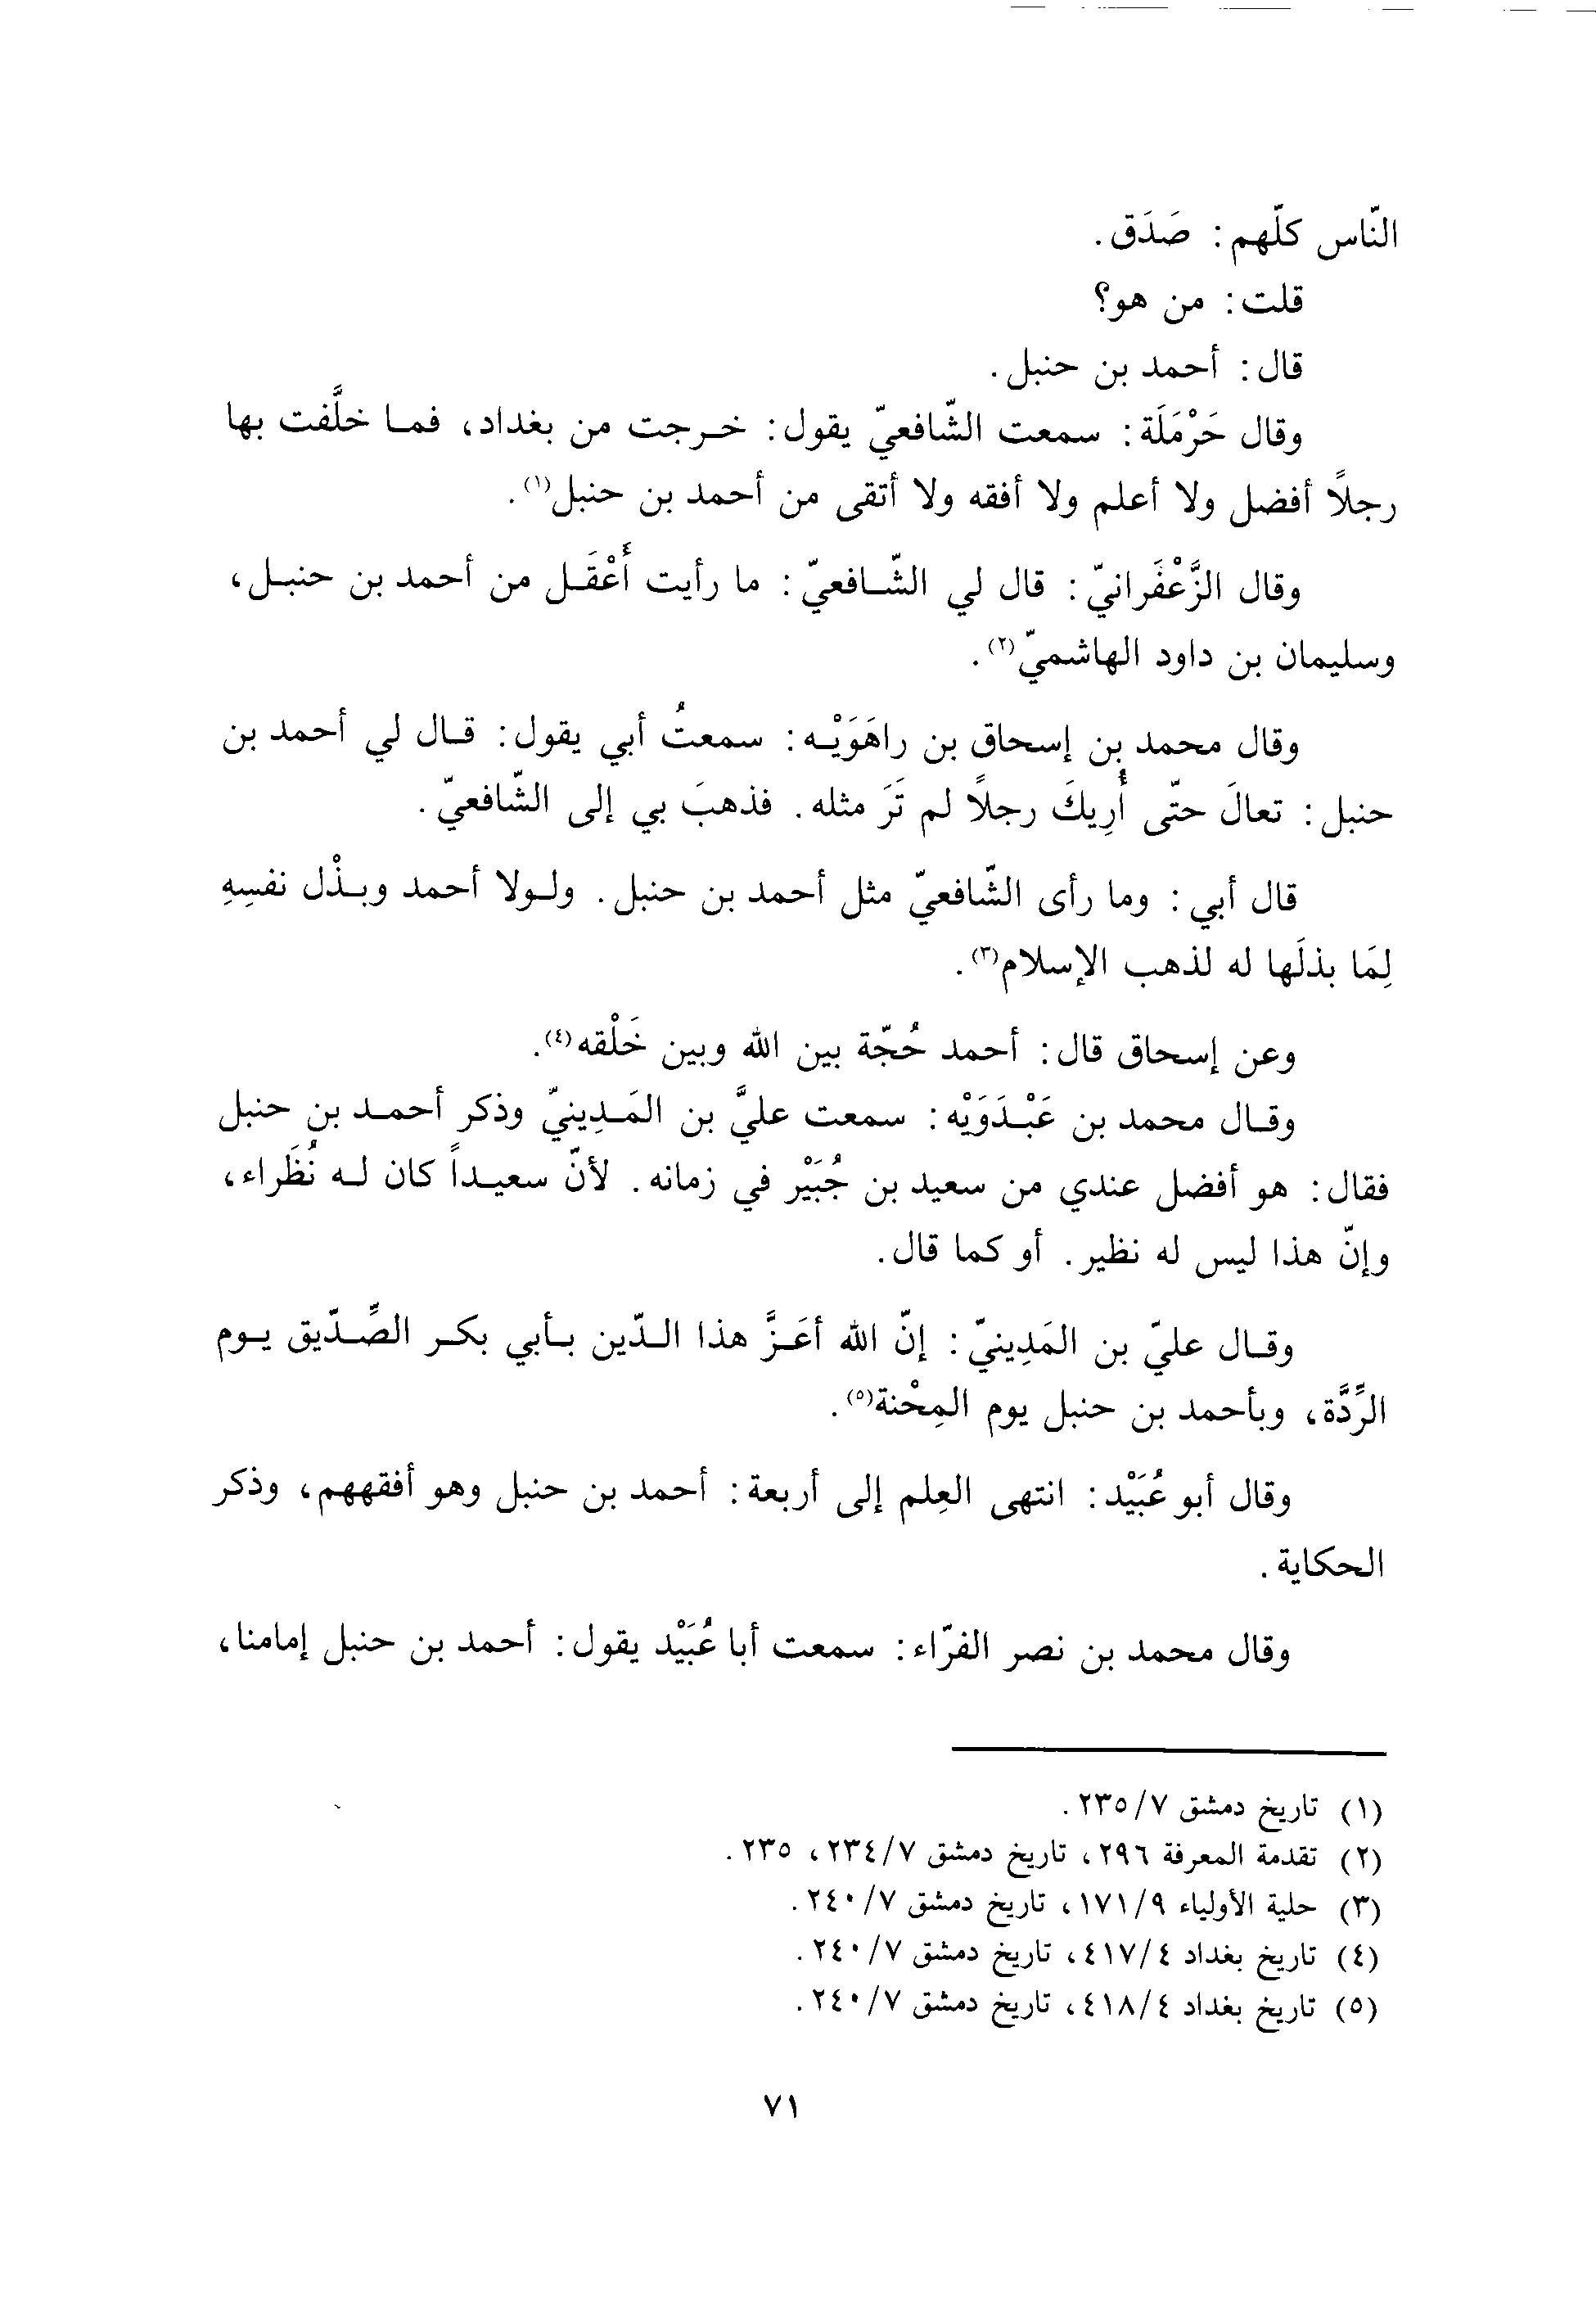 النّاس كلّهم: صَدَق.
قلت: من هو؟
قال: أحمد بن حنبل.
وقال حَرْمَلَة: سمعت الشّافعيّ يقول: خرجت من بغداد، فما خلَّفت بها
رجلاً أفضل ولا أعلم ولا أفقه ولا أتقى من أحمد بن حنبل(١).
وقال الزَّعْفَرانيّ: قال لي الشّافعيّ: ما رأيت أَعْقَل من أحمد بن حنبل،
وسليمان بن داود الهاشميّ(٢).
وقال محمد بن إسحاق بن راهَوَيْه: سمعتُ أبي يقول: قال لي أحمد بن
حنبل: تعالَ حتّى أُرِيكَ رجلاً لم تَرَ مثله. فذهبَ بي إلى الشّافعيّ.
قال أبي: وما رأى الشّافعيّ مثل أحمد بن حنبل. ولولا أحمد وبذْل نفسِهِ
لِمَا بذلَها له لذهب الإسلام(٣).
وعن إسحاق قال: أحمد حُجّة بين الله وبين خَلْقه(٤).
وقال محمد بن عَبْدَوَيْه: سمعت عليَّ بن المَدِينيّ وذكر أحمد بن حنبل
فقال: هو أفضل عندي من سعيد بن جُبَيْر في زمانه. لأنّ سعيداً كان له نُظَراء،
وإنّ هذا ليس له نظير. أو كما قال.
وقال عليّ بن المَدِينيّ: إنّ الله أعَزَّ هذا الدّين بأبي بكر الصِّدّيق يوم
الرِّدَّة، وبأحمد بن حنبل يوم المِحْنة(٥).
وقال أبو عُبَيْد: انتهى العِلم إلى أربعة: أحمد بن حنبل وهو أفقههم، وذكر
الحكاية.
وقال محمد بن نصر الفرّاء: سمعت أبا عُبَيْد يقول: أحمد بن حنبل إمامنا،
(١) تاريخ دمشق ٢٣٥/٧.
(٢) تقدمة المعرفة ٢٩٦، تاريخ دمشق ٢٣٤/٧، ٢٣٥.
(٣) حلية الأولياء ١٧١/٩، تاريخ دمشق ٢٤٠/٧.
(٤) تاريخ بغداد ٤١٧/٤، تاريخ دمشق ٢٤٠/٧.
(٥) تاريخ بغداد ٤١٨/٤، تاريخ دمشق ٢٤٠/٧.
٧١